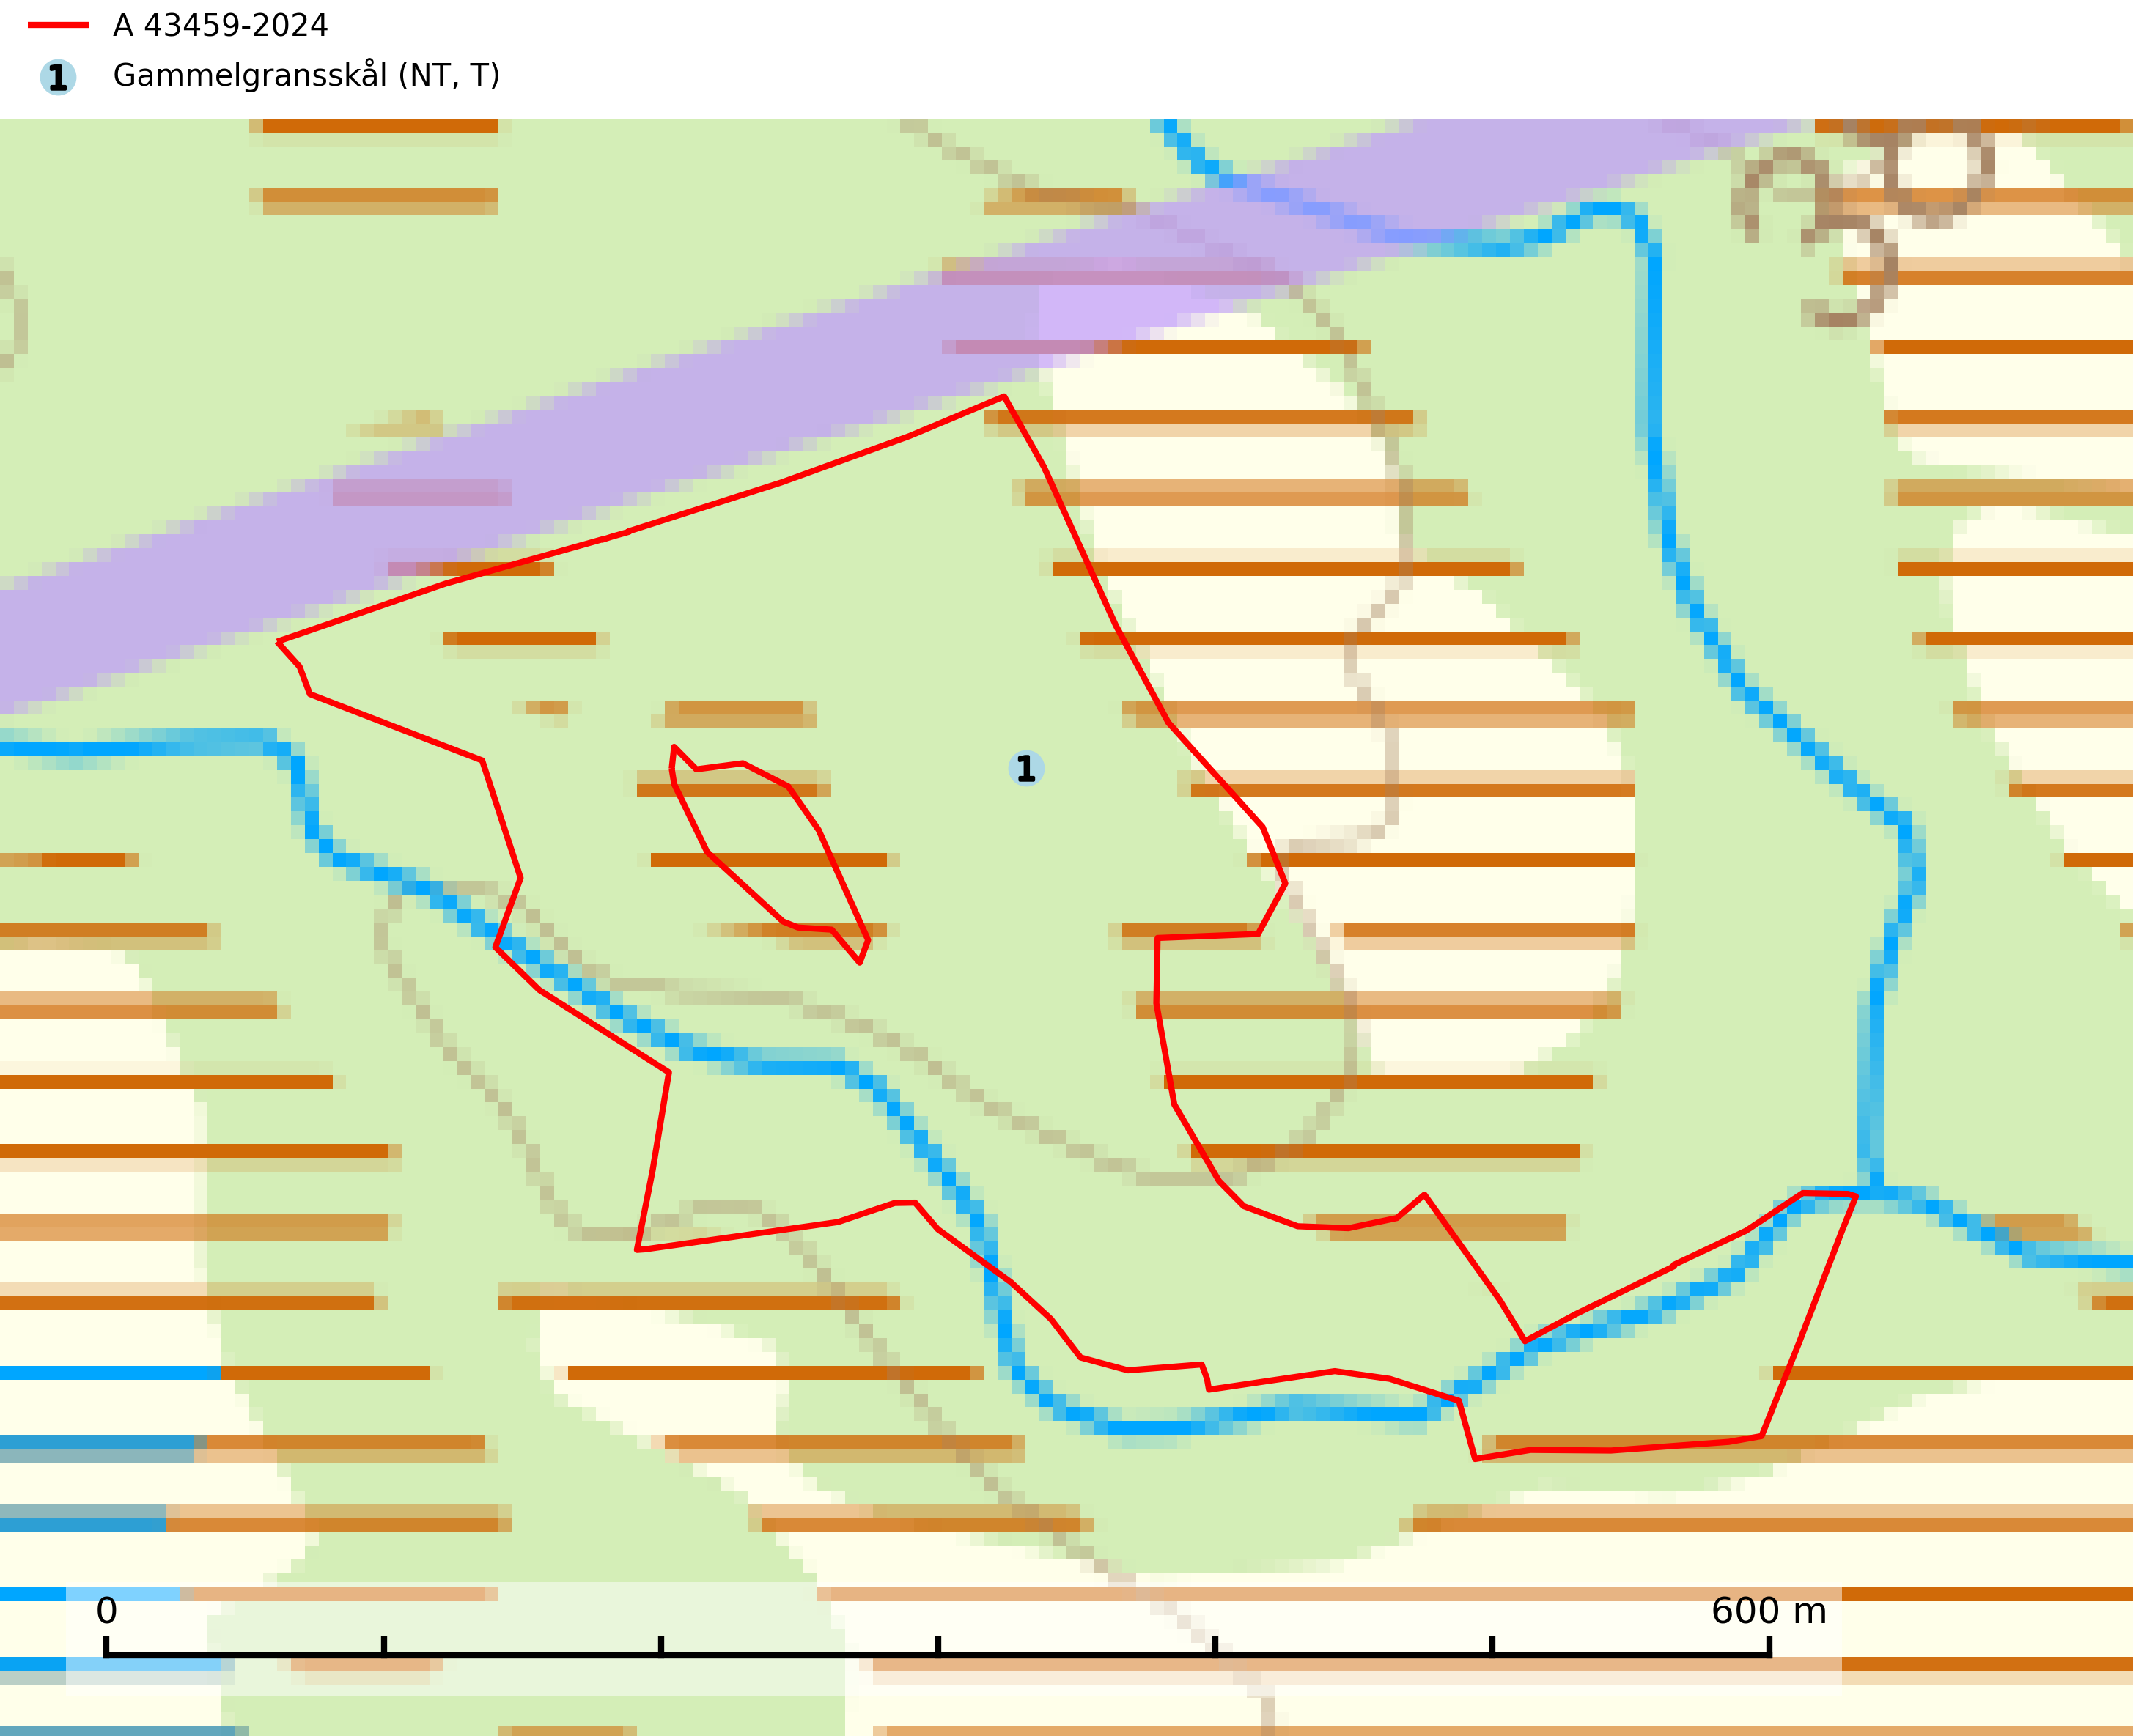 A 43459-2024
1 Gammelgransskål (NT, T)
1
0 600 m